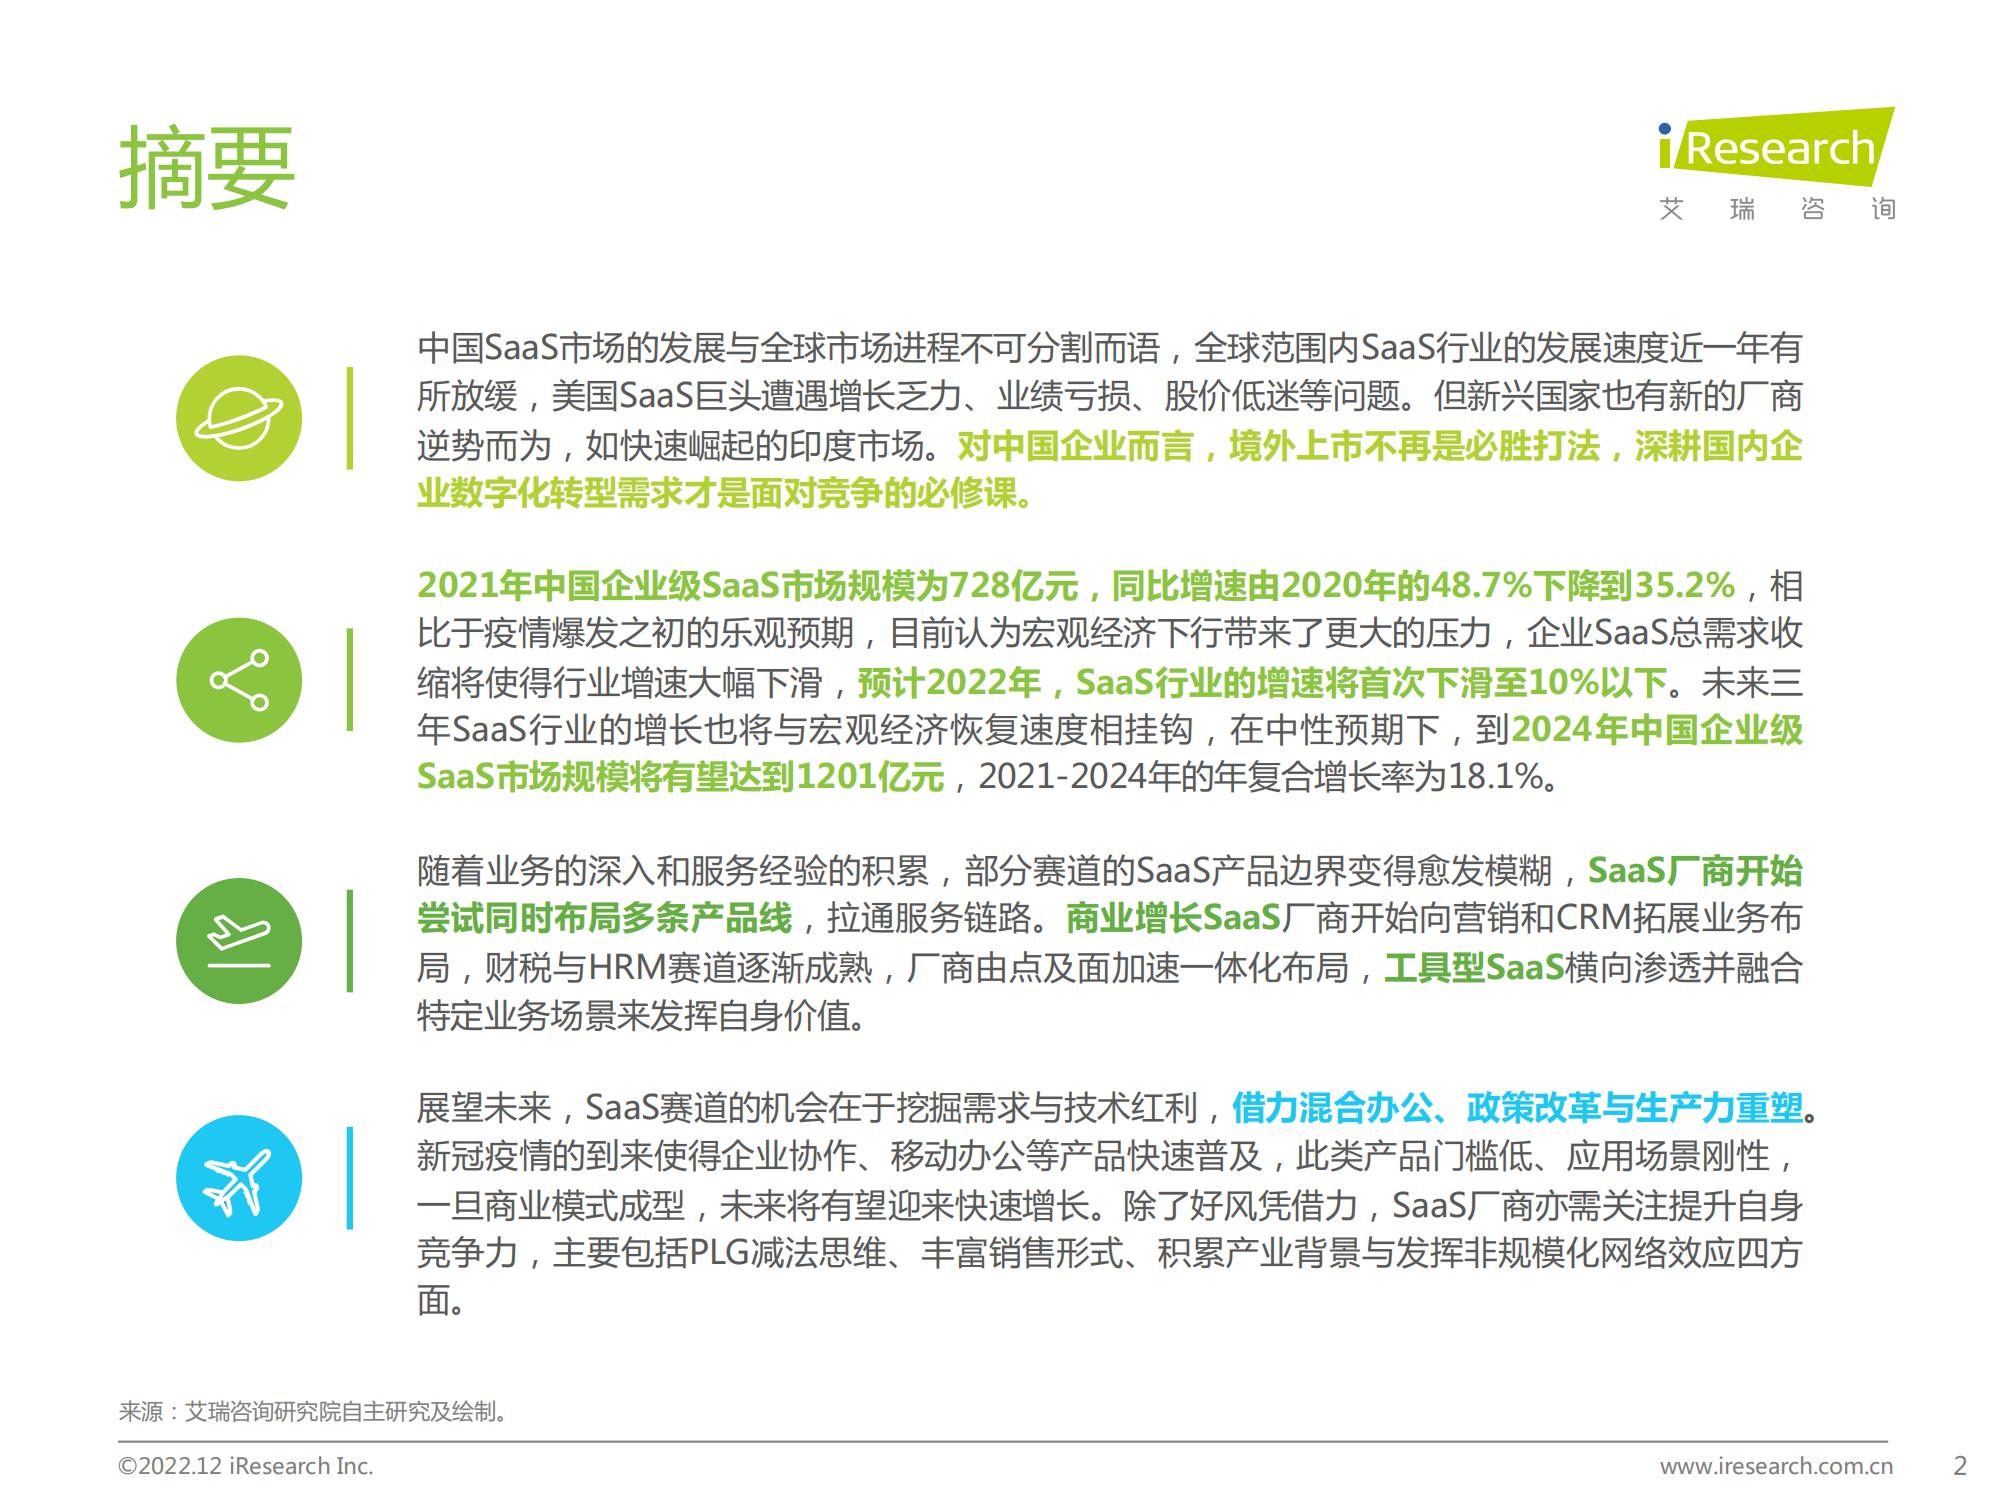 摘要
iResearch
艾瑞咨询
中国SaaS市场的发展与全球市场进程不可分割而语，全球范围内SaaS行业的发展速度近一年有
所放缓，美国SaaS巨头遭遇增长乏力、业绩亏损、股价低迷等问题。但新兴国家也有新的厂商
逆势而为，如快速崛起的印度市场。对中国企业而言，境外上市不再是必胜打法，深耕国内企
业数字化转型需求才是面对竞争的必修课。
2021年中国企业级SaaS市场规模为728亿元，同比增速由2020年的48.7%下降到35.2%，相
比于疫情爆发之初的乐观预期，目前认为宏观经济下行带来了更大的压力，企业SaaS总需求收
缩将使得行业增速大幅下滑，预计2022年，SaaS行业的增速将首次下滑至10%以下。未来三
年SaaS行业的增长也将与宏观经济恢复速度相挂钩，在中性预期下，到2024年中国企业级
SaaS市场规模将有望达到1201亿元，2021-2024年的年复合增长率为18.1%。
随着业务的深入和服务经验的积累，部分赛道的SaaS产品边界变得愈发模糊，SaaS厂商开始
尝试同时布局多条产品线，拉通服务链路。商业增长SaaS厂商开始向营销和CRM拓展业务布
局，财税与HRM赛道逐渐成熟，厂商由点及面加速一体化布局，工具型SaaS横向渗透并融合
特定业务场景来发挥自身价值。
展望未来，SaaS赛道的机会在于挖掘需求与技术红利，借力混合办公、政策改革与生产力重塑。
新冠疫情的到来使得企业协作、移动办公等产品快速普及，此类产品门槛低、应用场景刚性，
一旦商业模式成型，未来将有望迎来快速增长。除了好风凭借力，SaaS厂商亦需关注提升自身
竞争力，主要包括PLG减法思维、丰富销售形式、积累产业背景与发挥非规模化网络效应四方
面。
来源：艾瑞咨询研究院自主研究及绘制。
©2022.12 iResearch Inc.
www.iresearch.com.cn
2